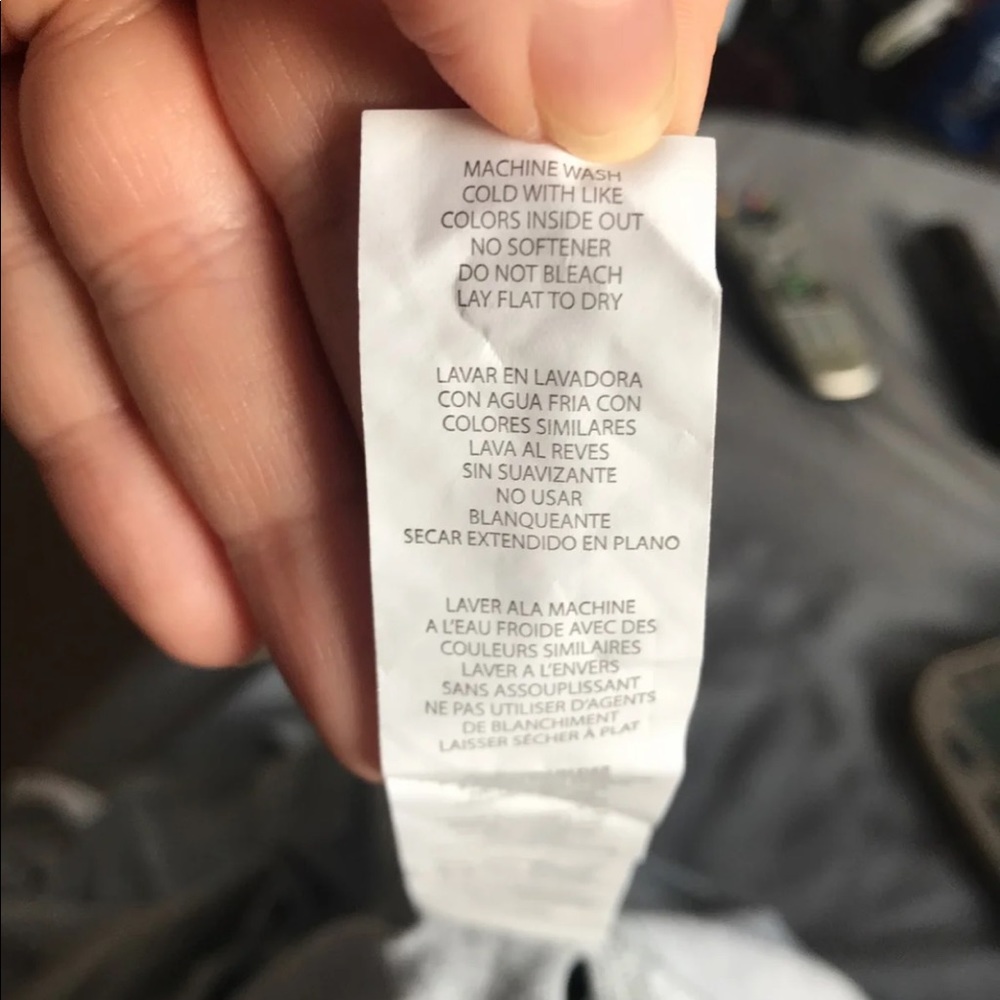 MACHINE WASH
COLD WITH LIKE
COLORS INSIDE OUT
NO SOFTENER
DO NOT BLEACH
LAY FLAT TO DRY
LAVAR EN LAVADORA
CON AGUA FRIA CON
COLORES SIMILARES
LAVA AL REVES
SIN SUAVIZANTE
NO USAR
BLANQUEANTE
SECAR EXTENDIDO EN PLANO
LAVER ALA MACHINE
A L'EAU FROIDE AVEC DES
COULEURS SIMILAIRES
LAVER A L'ENVERS
SANS ASSOUPLISSANT
NE PAS UTILISER D'AGENTS
DE BLANCHIMENT
LAISSER SÉCHER À PLAT